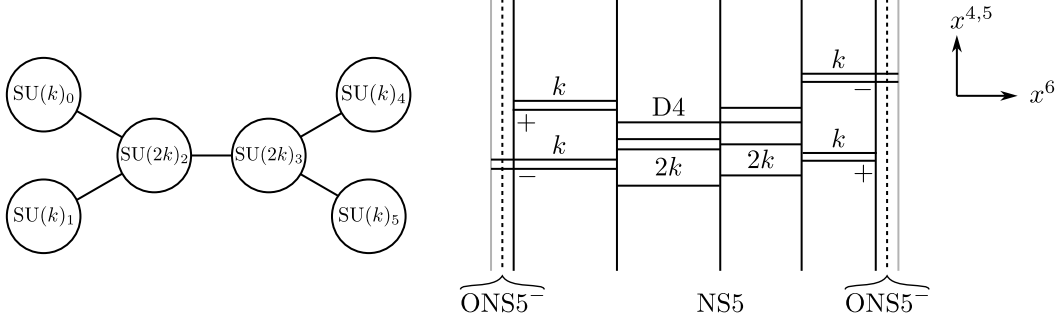 SU(k)₀
SU(k)₁
SU(2k)₂
SU(2k)₃
SU(k)₄
SU(k)₅
k
+
k
−
D4
2k
2k
k
−
k
+
ONS5⁻
NS5
ONS5⁻
x⁴,⁵
x⁶